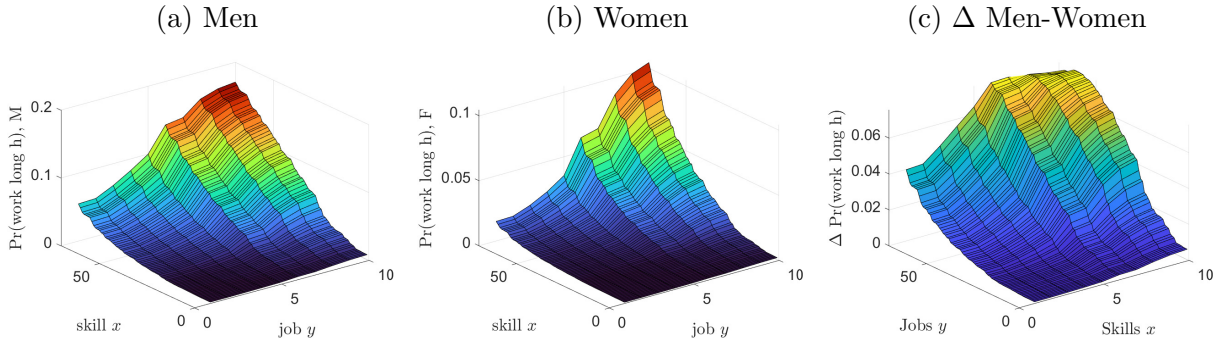 (a) Men
Pr(work long h), M
0.2
0.1
0
50
0
0
5
10
skill x
job y
(b) Women
Pr(work long h), F
0.1
0.05
0
50
0
0
5
10
skill x
job y
(c) Δ Men-Women
Δ Pr(work long h)
0.06
0.04
0.02
0
50
0
0
5
10
Jobs y
Skills x